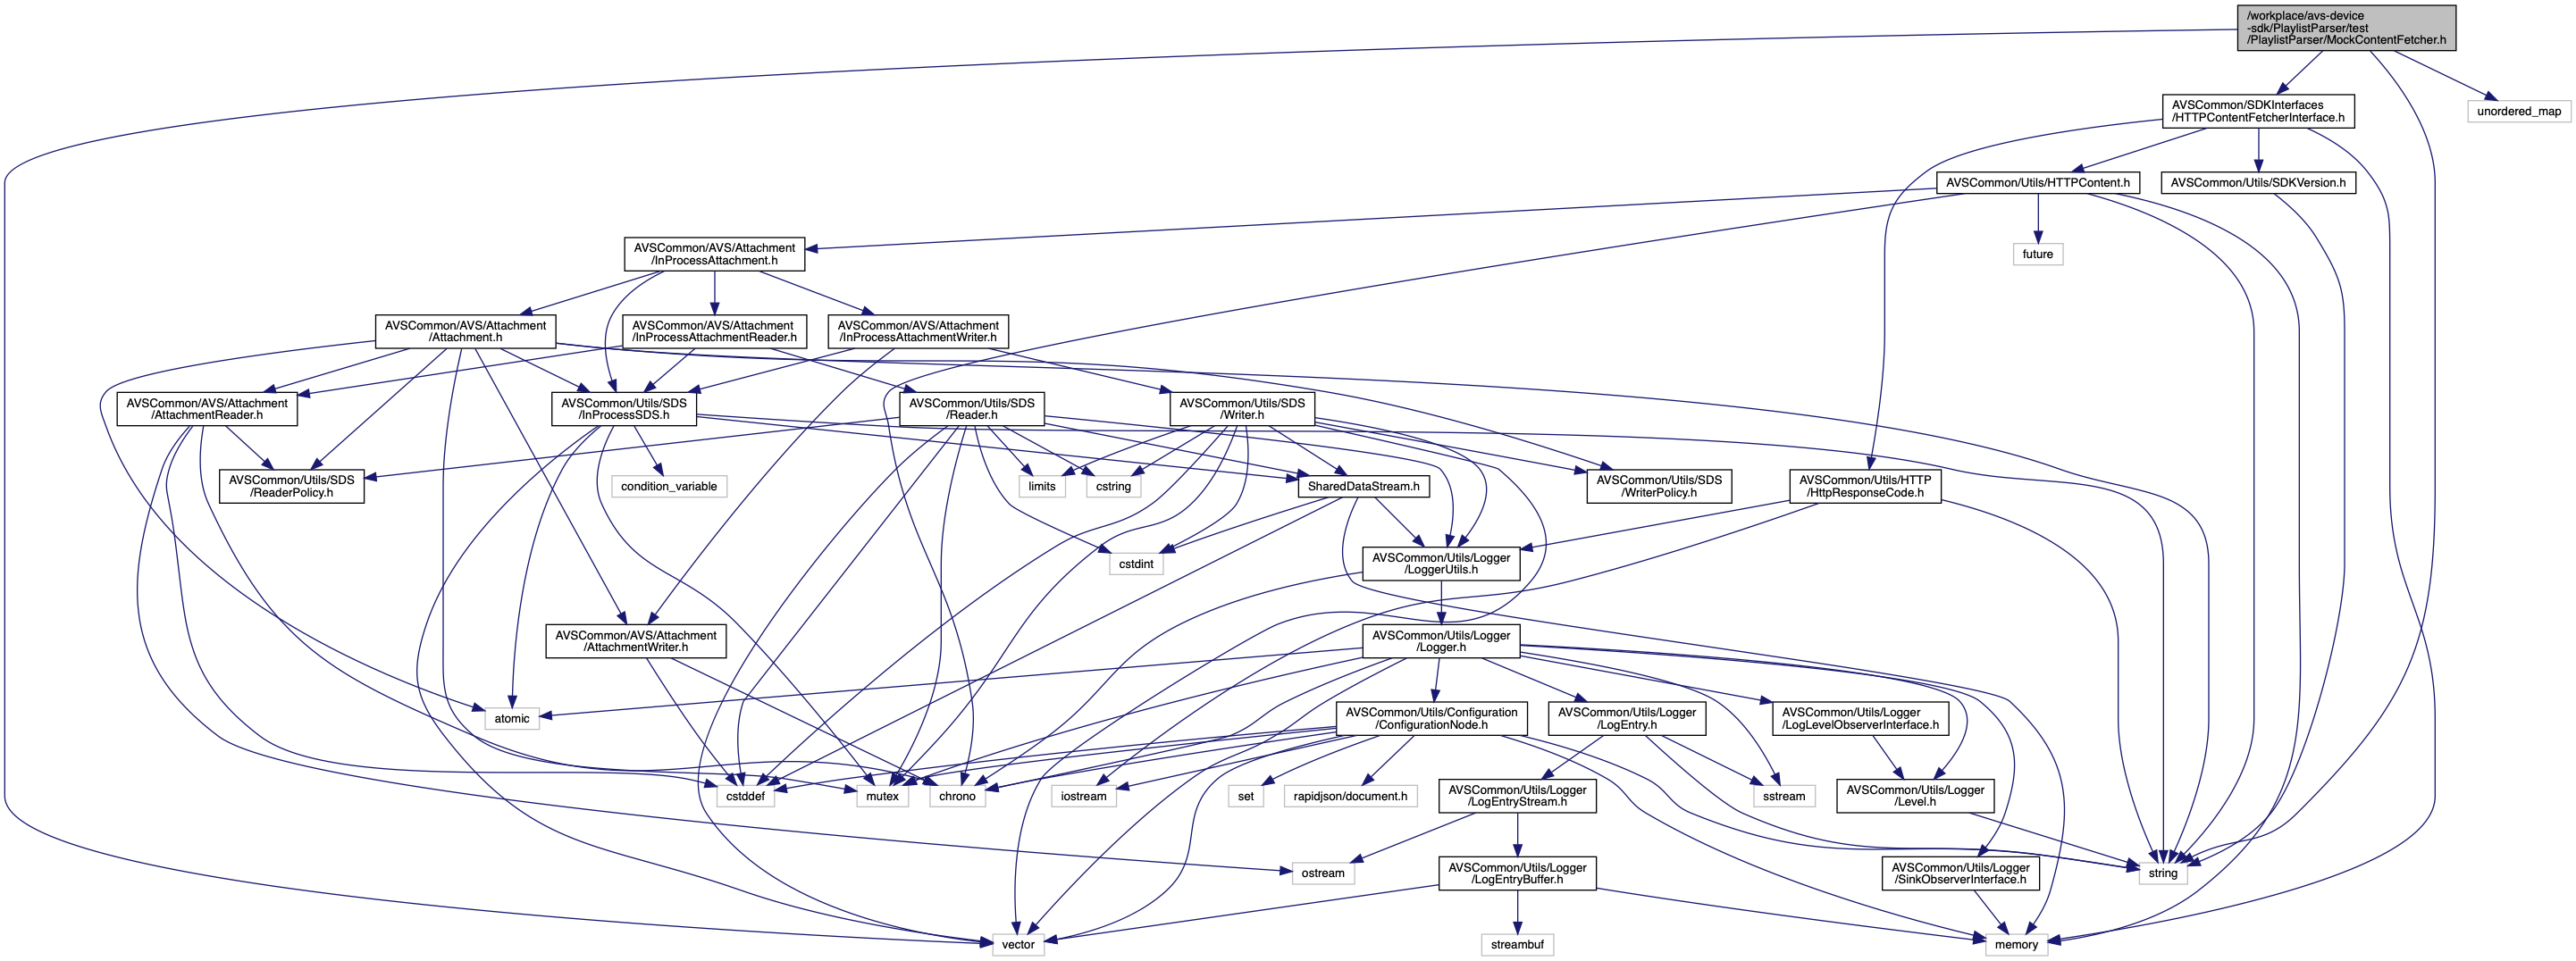 /workplace/avs-device
-sdk/PlaylistParser/test
/PlaylistParser/MockContentFetcher.h
AVSCommon/SDKInterfaces
/HTTPContentFetcherInterface.h
unordered_map
AVSCommon/Utils/HTTPContent.h
AVSCommon/Utils/SDKVersion.h
AVSCommon/AVS/Attachment
/InProcessAttachment.h
future
AVSCommon/AVS/Attachment
/Attachment.h
AVSCommon/AVS/Attachment
/InProcessAttachmentReader.h
AVSCommon/AVS/Attachment
/InProcessAttachmentWriter.h
AVSCommon/AVS/Attachment
/AttachmentReader.h
AVSCommon/Utils/SDS
/InProcessSDS.h
AVSCommon/Utils/SDS
/Reader.h
AVSCommon/Utils/SDS
/Writer.h
AVSCommon/Utils/SDS
/ReaderPolicy.h
condition_variable
limits
cstring
SharedDataStream.h
AVSCommon/Utils/SDS
/WriterPolicy.h
AVSCommon/Utils/HTTP
/HttpResponseCode.h
cstdint
AVSCommon/Utils/Logger
/LoggerUtils.h
AVSCommon/AVS/Attachment
/AttachmentWriter.h
AVSCommon/Utils/Logger
/Logger.h
atomic
AVSCommon/Utils/Configuration
/ConfigurationNode.h
AVSCommon/Utils/Logger
/LogEntry.h
AVSCommon/Utils/Logger
/LogLevelObserverInterface.h
cstddef
mutex
chrono
iostream
set
rapidjson/document.h
AVSCommon/Utils/Logger
/LogEntryStream.h
sstream
AVSCommon/Utils/Logger
/Level.h
ostream
AVSCommon/Utils/Logger
/LogEntryBuffer.h
AVSCommon/Utils/Logger
/SinkObserverInterface.h
string
vector
streambuf
memory